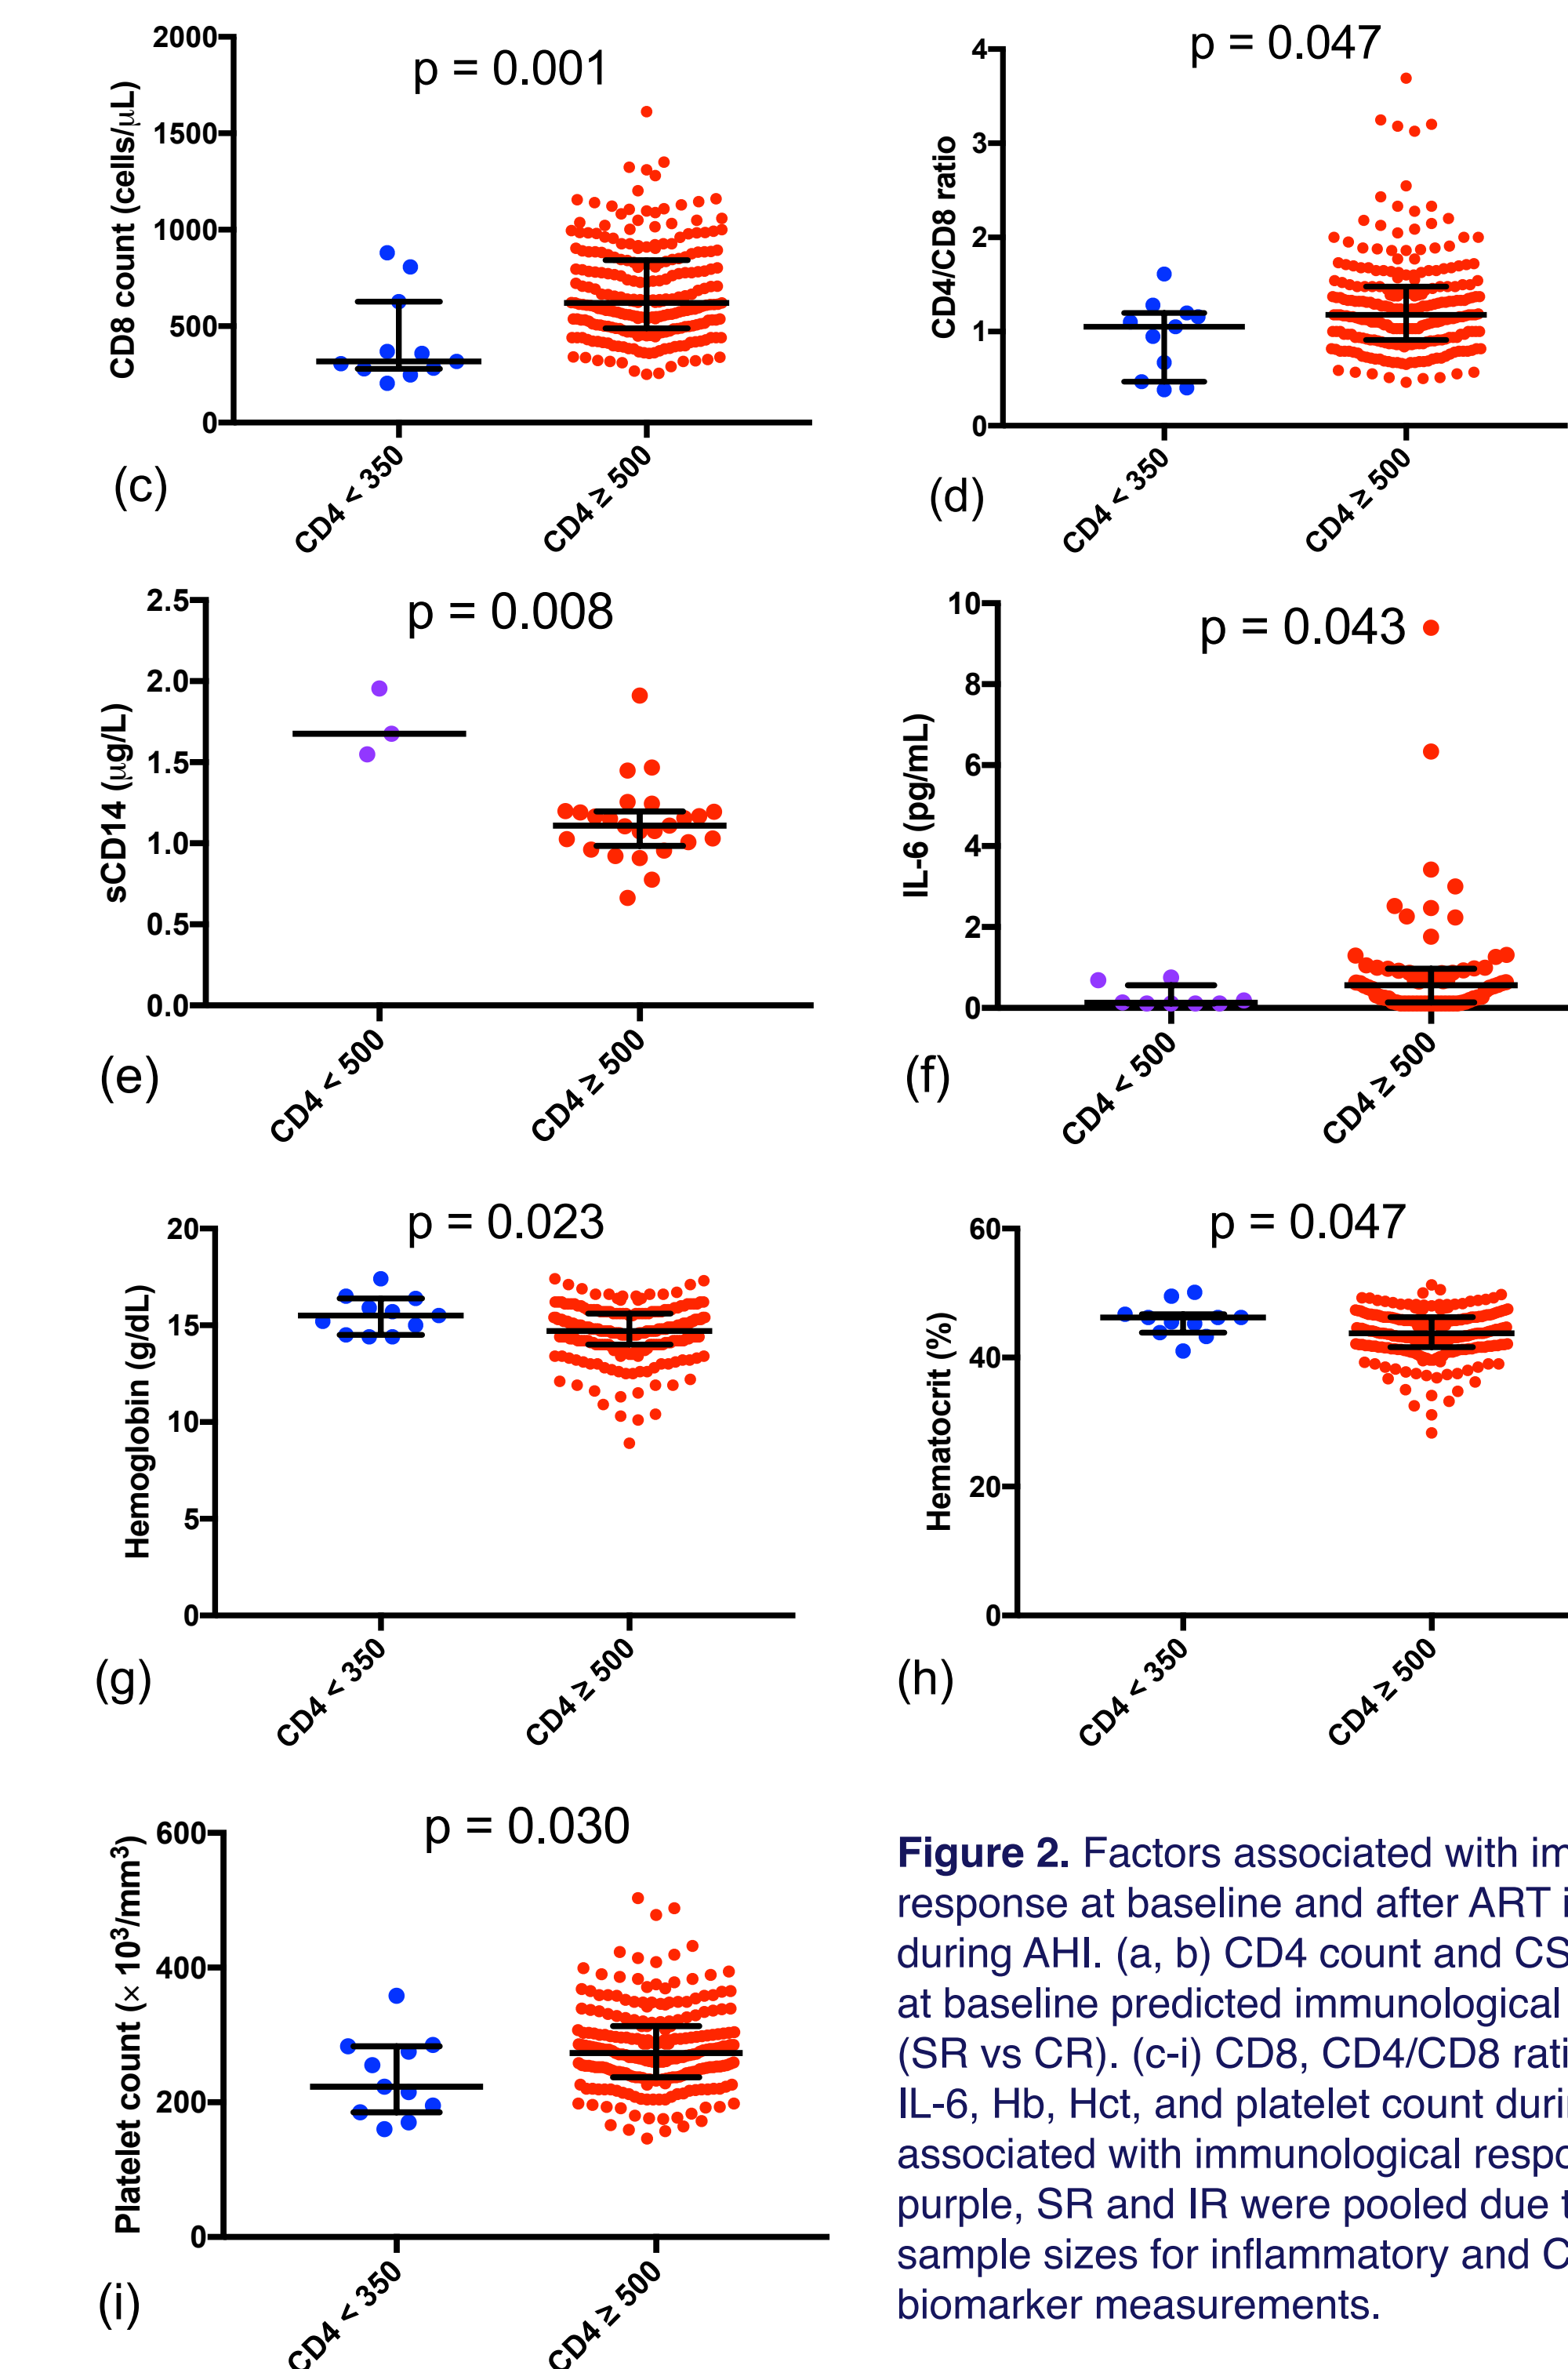 p = 0.001
CD8 count (cells/μL)
2000
1500
1000
500
0
CD4 < 350
CD4 ≥ 500
(c)
p = 0.047
CD4/CD8 ratio
4
3
2
1
0
CD4 < 350
CD4 ≥ 500
(d)
p = 0.008
sCD14 (μg/L)
2.5
2.0
1.5
1.0
0.5
0.0
CD4 < 500
CD4 ≥ 500
(e)
p = 0.043
IL-6 (pg/mL)
10
8
6
4
2
0
CD4 < 500
CD4 ≥ 500
(f)
p = 0.023
Hemoglobin (g/dL)
20
15
10
5
0
CD4 < 350
CD4 ≥ 500
(g)
p = 0.047
Hematocrit (%)
60
40
20
0
CD4 < 350
CD4 ≥ 500
(h)
p = 0.030
Platelet count (× 10³/mm³)
600
400
200
0
CD4 < 350
CD4 ≥ 500
(i)
Figure 2. Factors associated with
response at baseline and after ART
during AHI. (a, b) CD4 count and
at baseline predicted immunological
(SR vs CR). (c-i) CD8, CD4/CD8
IL-6, Hb, Hct, and platelet count
associated with immunological
purple, SR and IR were pooled due
sample sizes for inflammatory and
biomarker measurements.